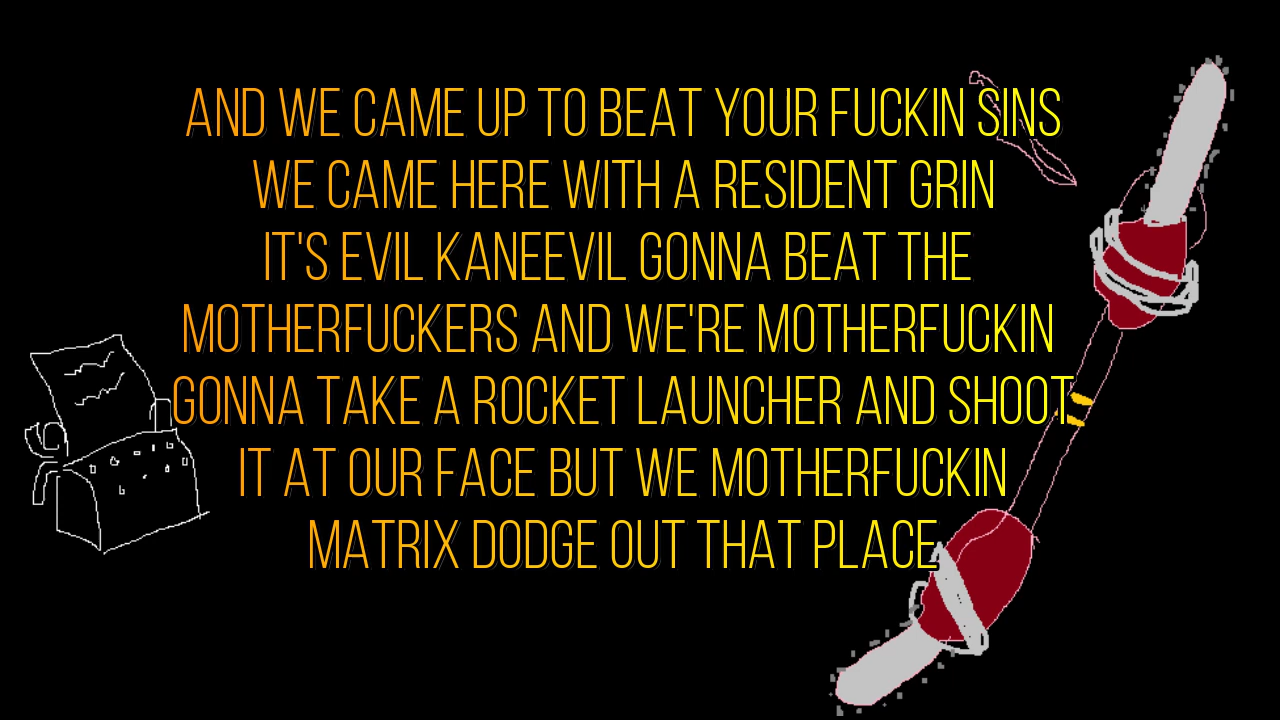 AND WE CAME UP TO BEAT YOUR FUCKIN SINS
WE CAME HERE WITH A RESIDENT GRIN
IT'S EVIL KANEEVIL GONNA BEAT THE
MOTHERFUCKERS AND WE'RE MOTHERFUCKIN
GONNA TAKE A ROCKET LAUNCHER AND SHOOT
IT AT OUR FACE BUT WE MOTHERFUCKIN
MATRIX DODGE OUT THAT PLACE